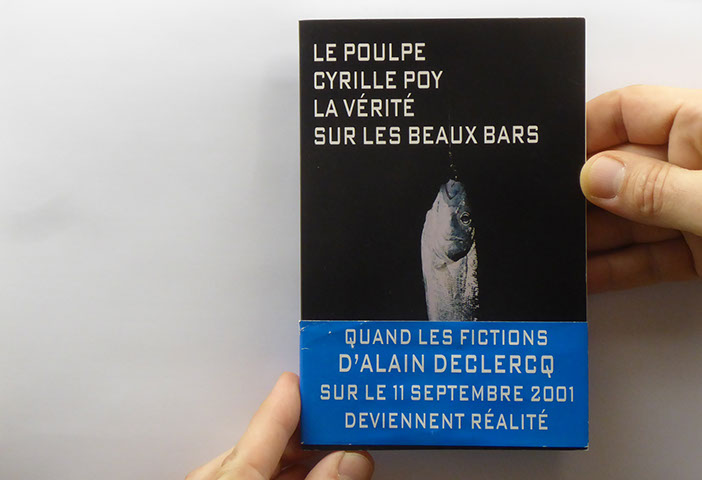 LE POULPE
CYRILLE POY
LA VÉRITÉ
SUR LES BEAUX BARS
QUAND LES FICTIONS
D'ALAIN DECLERCQ
SUR LE 11 SEPTEMBRE 2001
DEVIENNENT RÉALITÉ